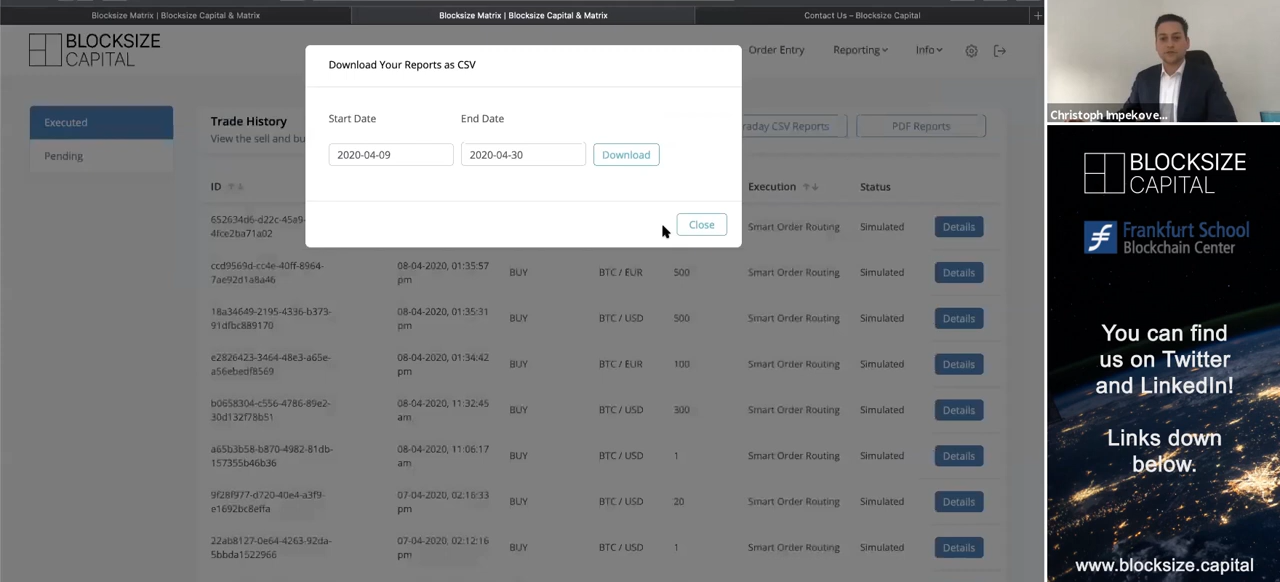 Blocksize Matrix | Blocksize Capital & Matrix
Blocksize Matrix | Blocksize Capital & Matrix
Contact Us – Blocksize Capital
+
BLOCKSIZE
CAPITAL
Order Entry
Reporting
Info
Download Your Reports as CSV
Start Date
End Date
2020-04-09
2020-04-30
Download
Close
Executed
Pending
Trade History
View the sell and bu
CSV Reports
PDF Reports
ID
Execution
Status
652634d6-d22c-45a9-
4fce2ba71a02
Smart Order Routing
Simulated
Details
ccd9569d-cc4e-40ff-8964-
7ae92d1a8a46
08-04-2020, 01:35:57
pm
BUY
BTC / EUR
500
Smart Order Routing
Simulated
Details
18a34649-2195-4336-b373-
91dfbc889170
08-04-2020, 01:35:31
pm
BUY
BTC / USD
500
Smart Order Routing
Simulated
Details
e2826423-3464-48e3-a65e-
a56ebedf8569
08-04-2020, 01:34:42
pm
BUY
BTC / EUR
100
Smart Order Routing
Simulated
Details
b0658304-c556-4786-89e2-
30d132f78b51
08-04-2020, 11:32:45
am
BUY
BTC / USD
300
Smart Order Routing
Simulated
Details
a65b3b58-b870-4982-81db-
157355b46b36
08-04-2020, 11:06:17
am
BUY
BTC / USD
1
Smart Order Routing
Simulated
Details
9f28f977-d720-40e4-a3f9-
e1692bc8effa
07-04-2020, 02:16:33
pm
BUY
BTC / USD
20
Smart Order Routing
Simulated
Details
22ab8127-0e64-4263-92da-
5bbda1522966
07-04-2020, 02:12:16
pm
BUY
BTC / USD
1
Smart Order Routing
Simulated
Details
Christoph Impekove...
BLOCKSIZE
CAPITAL
Frankfurt School
Blockchain Center
You can find
us on Twitter
and LinkedIn!
Links down
below.
www.blocksize.capital